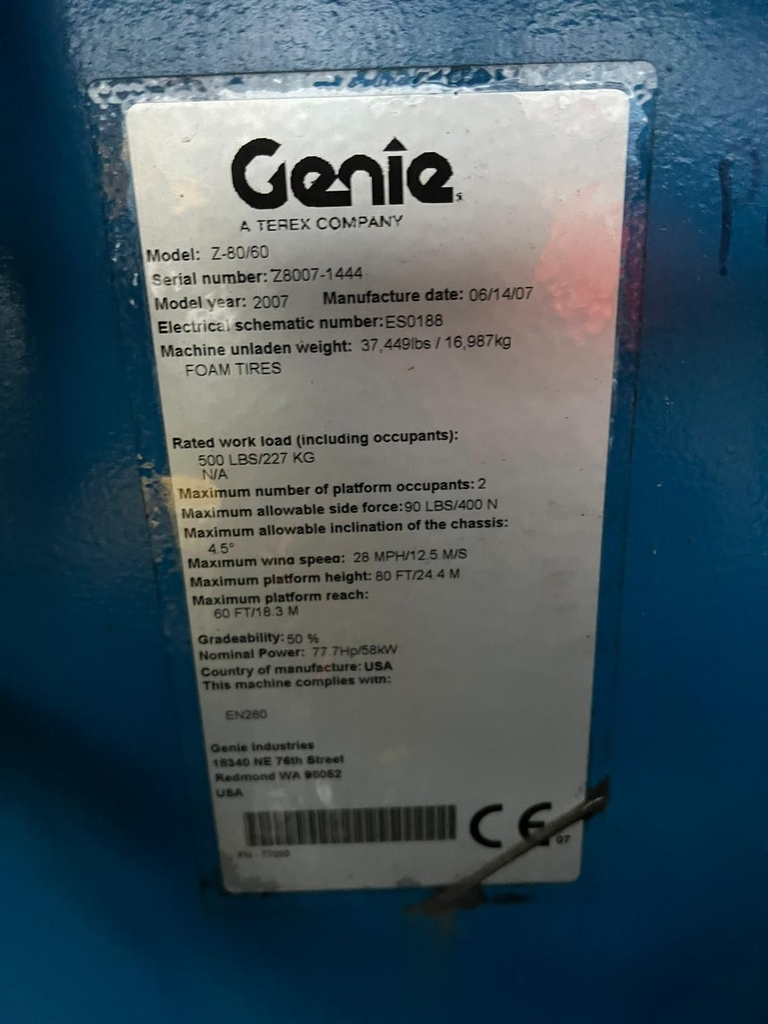 Genie
A TEREX COMPANY
Model: Z-80/60
Serial number: Z8007-1444
Model year: 2007 Manufacture date: 06/14/07
Electrical schematic number: ES0188
Machine unladen weight: 37,449lbs / 16,987kg
FOAM TIRES
Rated work load (including occupants):
500 LBS/227 KG
N/A
Maximum number of platform occupants: 2
Maximum allowable side force: 90 LBS/400 N
Maximum allowable inclination of the chassis:
4.5°
Maximum wind speed: 28 MPH/12.5 M/S
Maximum platform height: 80 FT/24.4 M
Maximum platform reach:
60 FT/18.3 M
Gradeability: 50 %
Nominal Power: 77.7Hp/58kW
Country of manufacture: USA
This machine complies with:
EN280
Genie Industries
18340 NE 76th Street
Redmond WA 98052
USA
CE 07
PN -